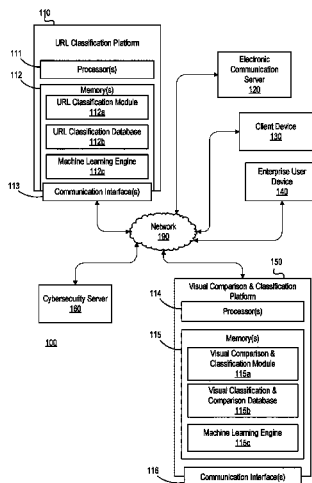 110
URL Classification Platform
111
Processor(s)
112
Memory(s)
URL Classification Module
112a
URL Classification Database
112b
Machine Learning Engine
112c
113
Communication Interface(s)
Electronic
Communication
Server
120
Client Device
130
Enterprise User
Device
140
Network
190
Cybersecurity Server
160
100
150
Visual Comparison & Classification
Platform
114
Processor(s)
115
Memory(s)
Visual Comparison &
Classification Module
115a
Visual Classification &
Comparison Database
115b
Machine Learning Engine
115c
116
Communication Interface(s)